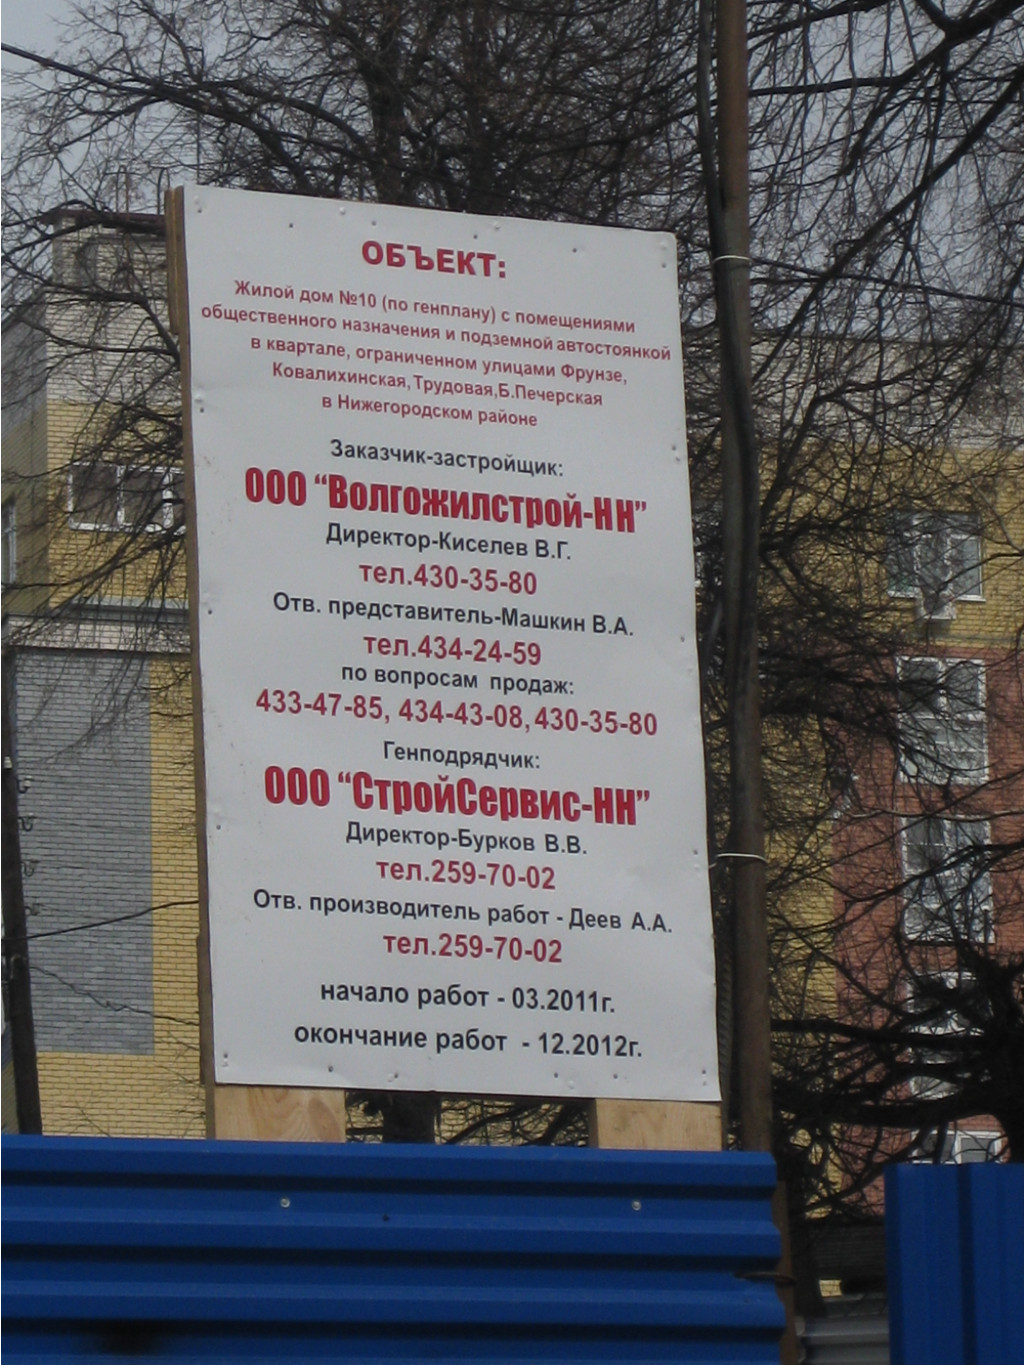 ОБЪЕКТ:
Жилой дом №10 (по генплану) с помещениями
общественного назначения и подземной автостоянкой
в квартале, ограниченном улицами Фрунзе,
Ковалихинская,Трудовая,Б.Печерская
в Нижегородском районе
Заказчик-застройщик:
ООО “Волгожилстрой-НН”
Директор-Киселев В.Г.
тел.430-35-80
Отв. представитель-Машкин В.А.
тел.434-24-59
по вопросам продаж:
433-47-85, 434-43-08, 430-35-80
Генподрядчик:
ООО “СтройСервис-НН”
Директор-Бурков В.В.
тел.259-70-02
Отв. производитель работ - Деев А.А.
тел.259-70-02
начало работ - 03.2011г.
окончание работ - 12.2012г.